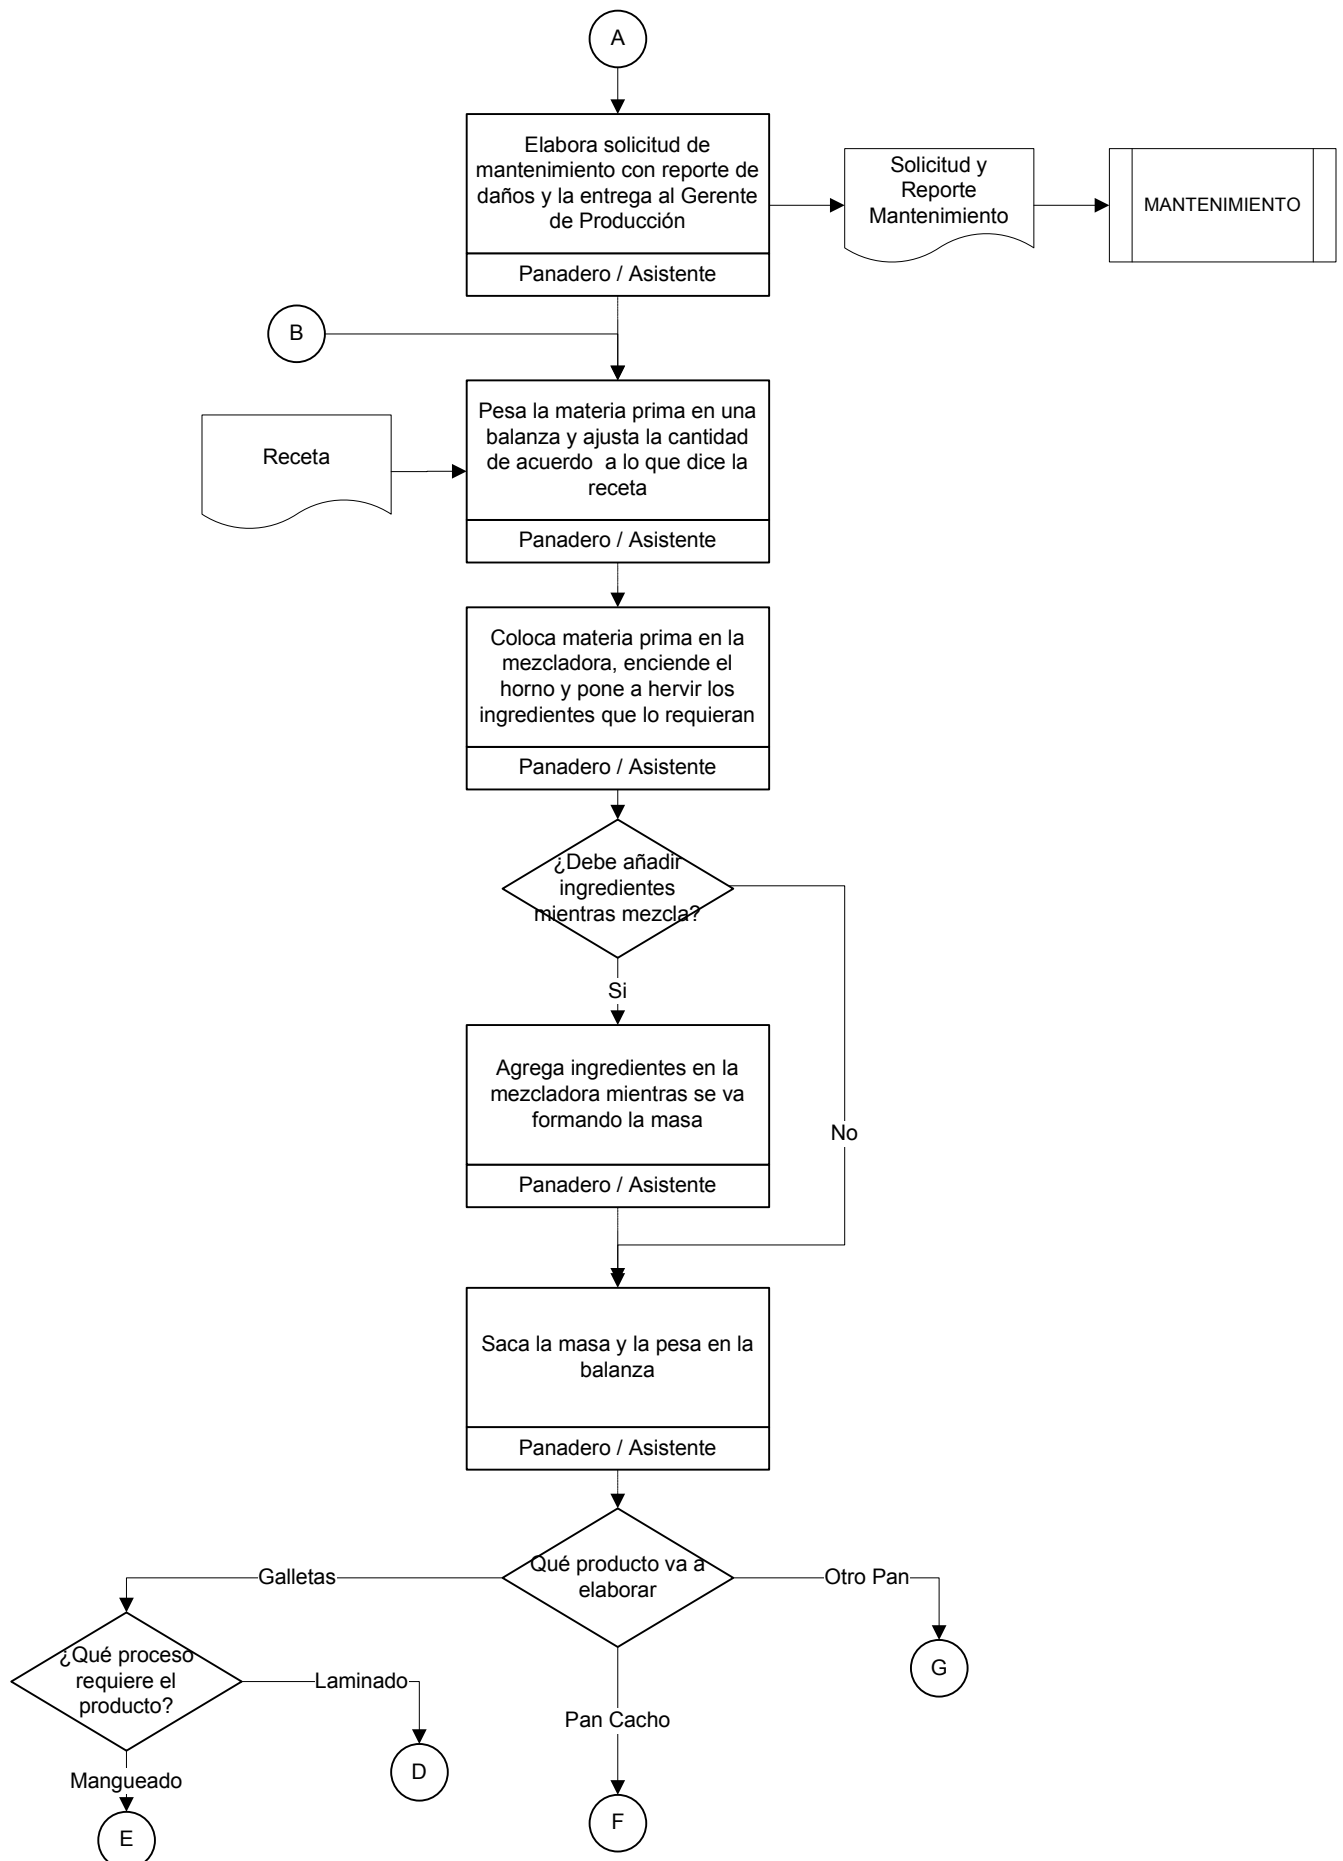 A
Elabora solicitud de
mantenimiento con reporte de
daños y la entrega al Gerente
de Producción
Panadero / Asistente
Solicitud y
Reporte
Mantenimiento
MANTENIMIENTO
B
Receta
Pesa la materia prima en una
balanza y ajusta la cantidad
de acuerdo  a lo que dice la
receta
Panadero / Asistente
Coloca materia prima en la
mezcladora, enciende el
horno y pone a hervir los
ingredientes que lo requieran
Panadero / Asistente
¿Debe añadir
ingredientes
mientras mezcla?
Si
No
Agrega ingredientes en la
mezcladora mientras se va
formando la masa
Panadero / Asistente
Saca la masa y la pesa en la
balanza
Panadero / Asistente
Qué producto va a
elaborar
Galletas
Otro Pan
Pan Cacho
¿Qué proceso
requiere el
producto?
Laminado
Mangueado
G
D
F
E